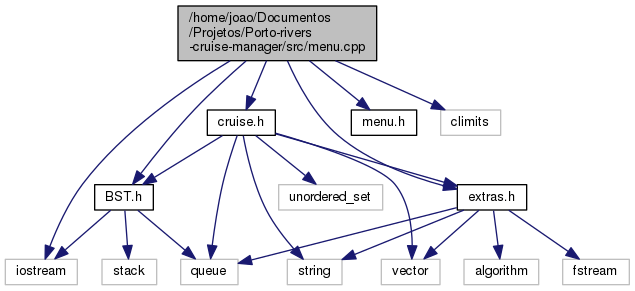 /home/joao/Documentos
/Projetos/Porto-rivers
-cruise-manager/src/menu.cpp
cruise.h
menu.h
climits
BST.h
unordered_set
extras.h
iostream
stack
queue
string
vector
algorithm
fstream